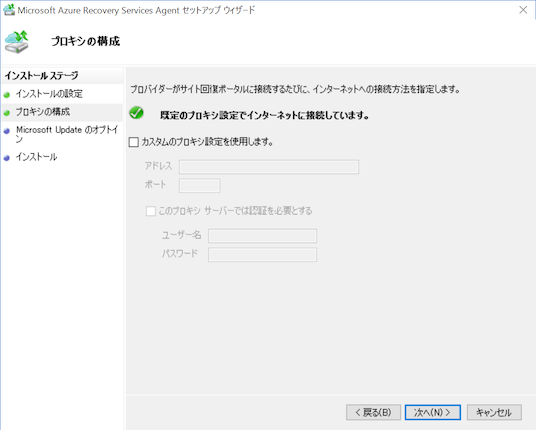 Microsoft Azure Recovery Services Agent セットアップ ウィザード
プロキシの構成
インストール ステージ
インストールの設定
プロキシの構成
Microsoft Update のオプトイ
ン
インストール
プロバイダーがサイト回復ポータルに接続するたびに、インターネットへの接続方法を指定します。
既定のプロキシ設定でインターネットに接続しています。
カスタムのプロキシ設定を使用します。
アドレス
ポート
このプロキシ サーバーでは認証を必要とする
ユーザー名
パスワード
< 戻る(B)
次へ(N) >
キャンセル